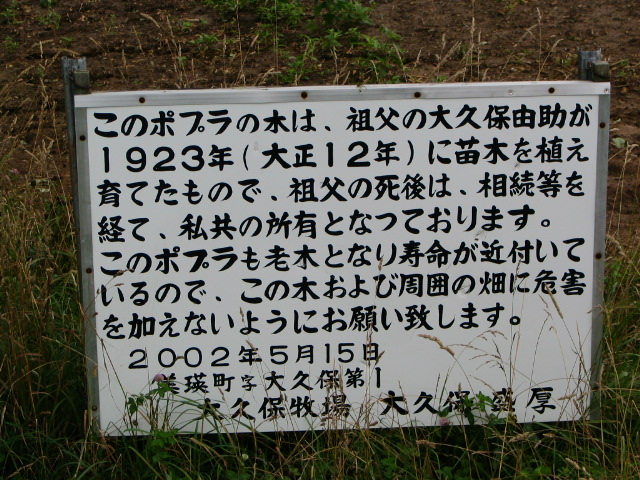 このポプラの木は、祖父の大久保由助が
1923年(大正12年)に苗木を植え
育てたもので、祖父の死後は、相続等を
経て、私共の所有となつております。
このポプラも老木となり寿命が近付いて
いるので、この木および周囲の畑に危害
を加えないようにお願い致します。
2002年5月15日
美瑛町字大久保第1
大久保牧場 大久保 厚